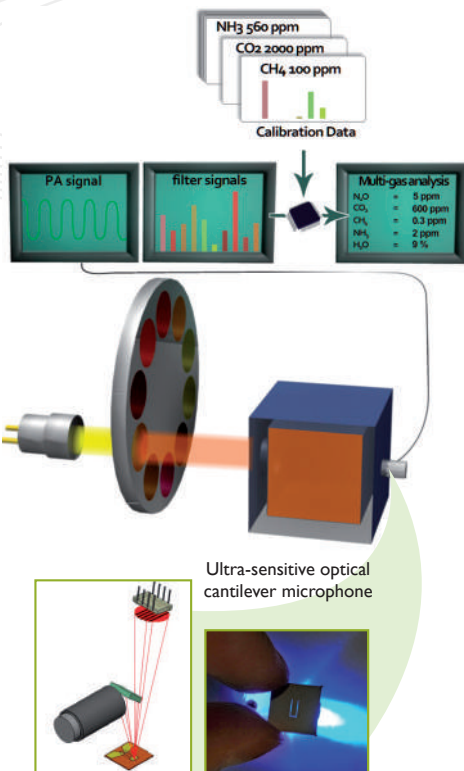 NH3 560 ppm
CO2 2000 ppm
CH4 100 ppm
Calibration Data
PA signal
filter signals
Multi-gas analysis
N₂O = 5 ppm
CO₂ = 600 ppm
CH₄ = 0.3 ppm
NH₃ = 2 ppm
H₂O = 9 %
Ultra-sensitive optical
cantilever microphone